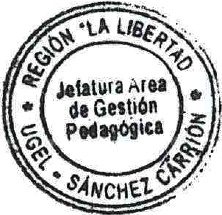 REGIÓN "LA LIBERTAD
Jefatura Area
de Gestión
Pedagógica
* UGEL - SÁNCHEZ CARRIÓN *